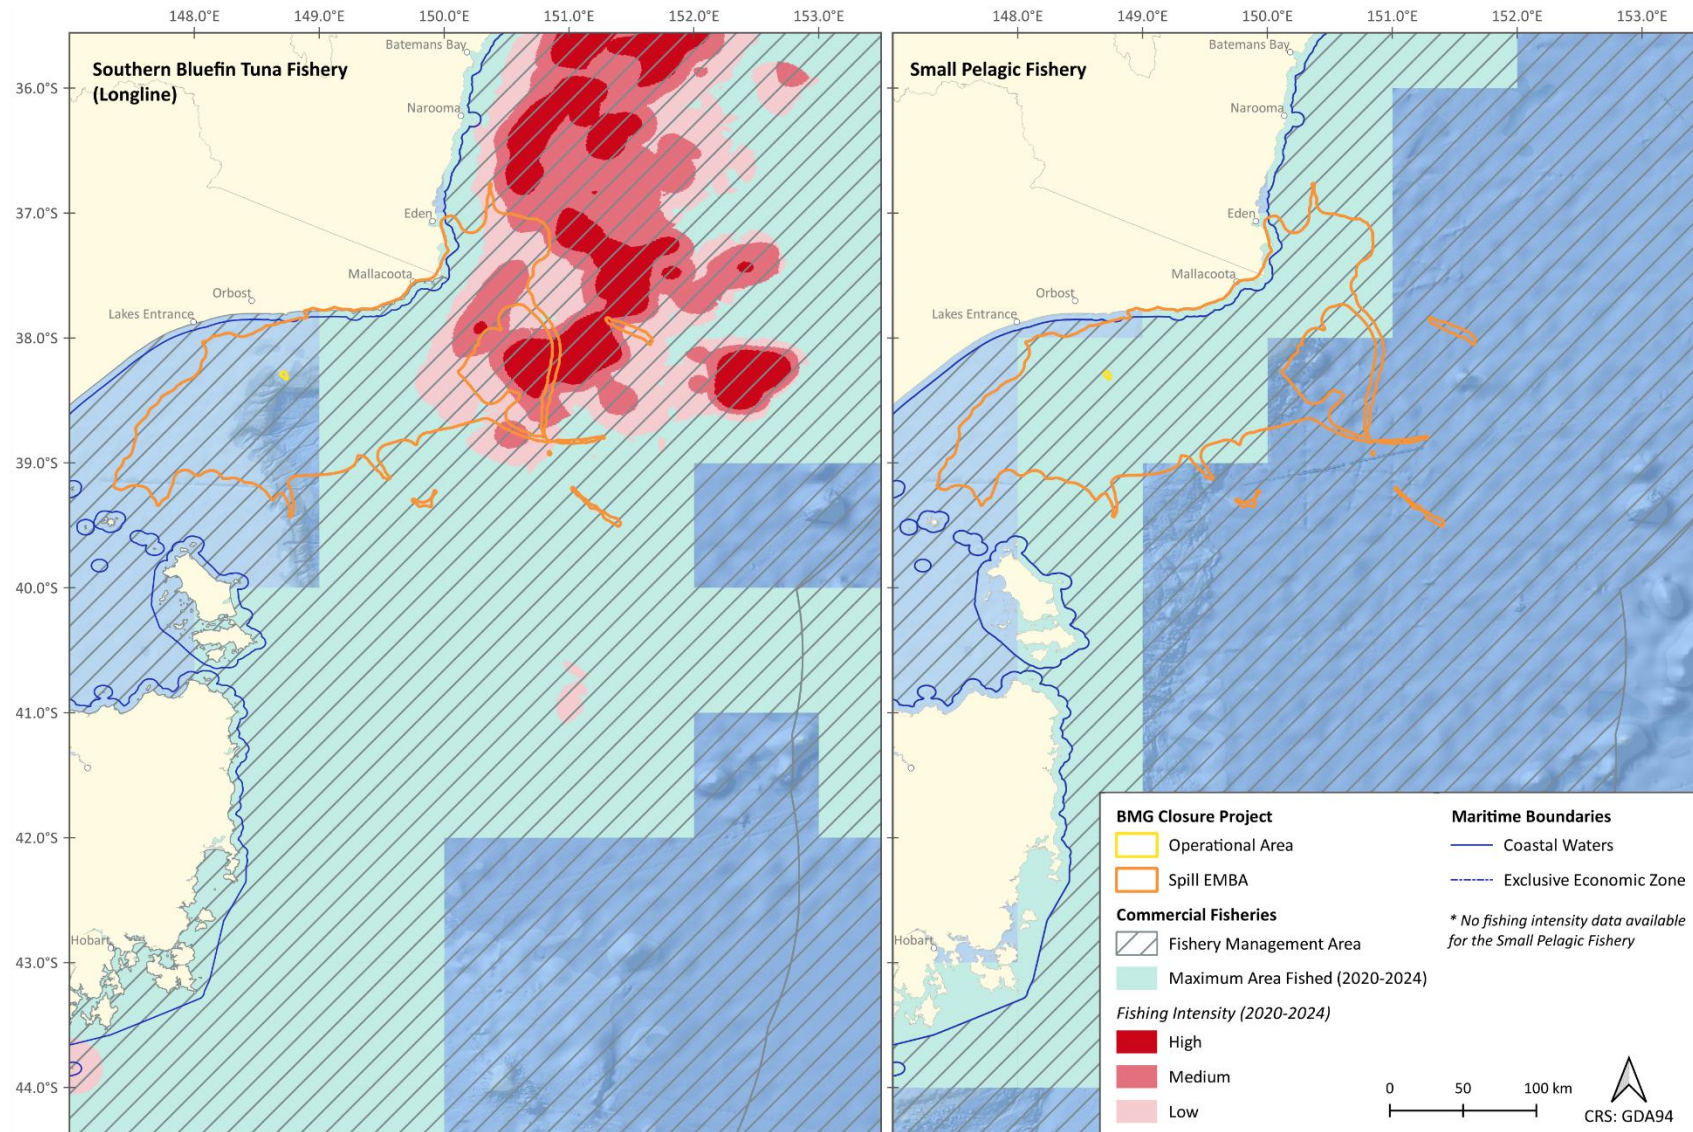 148.0°E 149.0°E 150.0°E 151.0°E 152.0°E 153.0°E
148.0°E 149.0°E 150.0°E 151.0°E 152.0°E 153.0°E
36.0°S
37.0°S
38.0°S
39.0°S
40.0°S
41.0°S
42.0°S
43.0°S
44.0°S
Southern Bluefin Tuna Fishery
(Longline)
Batemans Bay
Narooma
Eden
Mallacoota
Orbost
Lakes Entrance
Hobart
Small Pelagic Fishery
Batemans Bay
Narooma
Eden
Mallacoota
Orbost
Lakes Entrance
Hobart
BMG Closure Project
Operational Area
Spill EMBA
Commercial Fisheries
Fishery Management Area
Maximum Area Fished (2020-2024)
Fishing Intensity (2020-2024)
High
Medium
Low
Maritime Boundaries
Coastal Waters
Exclusive Economic Zone
* No fishing intensity data available
for the Small Pelagic Fishery
0 50 100 km
CRS: GDA94